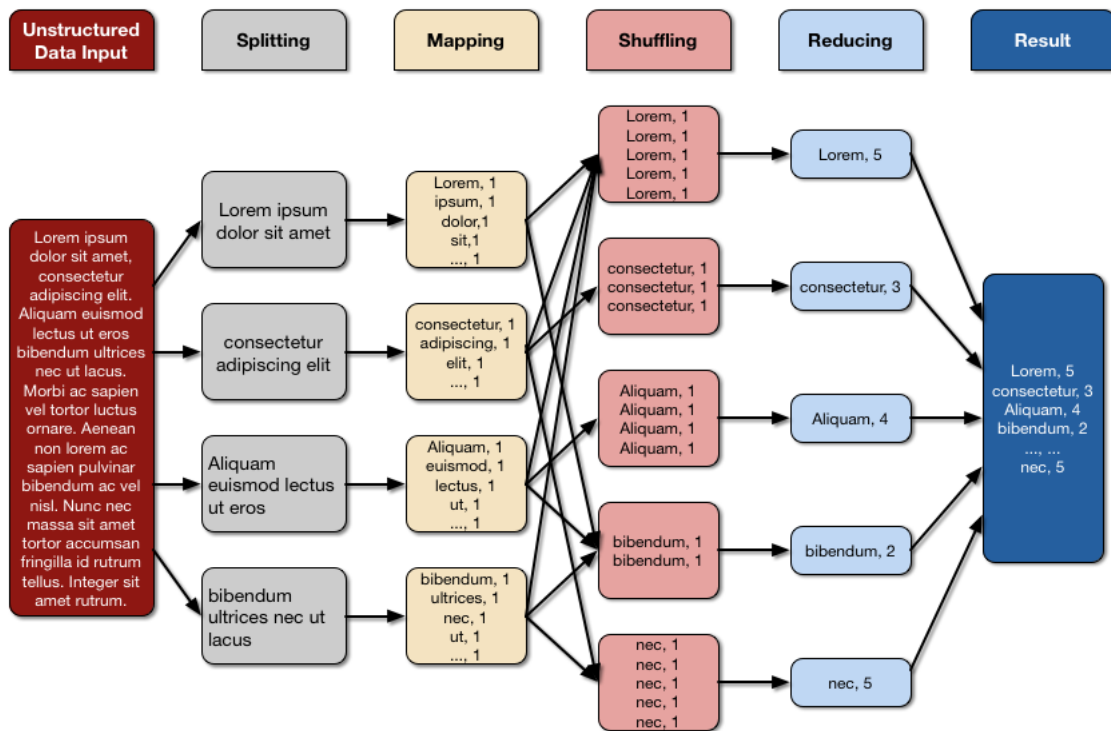 Unstructured
Data Input
Splitting
Mapping
Shuffling
Reducing
Result
Lorem ipsum
dolor sit amet,
consectetur
adipiscing elit.
Aliquam euismod
lectus ut eros
bibendum ultrices
nec ut lacus.
Morbi ac sapien
vel tortor luctus
ornare. Aenean
non lorem ac
sapien pulvinar
bibendum ac vel
nisl. Nunc nec
massa sit amet
tortor accumsan
fringilla id rutrum
tellus. Integer sit
amet rutrum.
Lorem ipsum
dolor sit amet
consectetur
adipiscing elit
Aliquam
euismod lectus
ut eros
bibendum
ultrices nec ut
lacus
Lorem, 1
ipsum, 1
dolor,1
sit,1
..., 1
consectetur, 1
adipiscing, 1
elit, 1
..., 1
Aliquam, 1
euismod, 1
lectus, 1
ut, 1
..., 1
bibendum, 1
ultrices, 1
nec, 1
ut, 1
..., 1
Lorem, 1
Lorem, 1
Lorem, 1
Lorem, 1
Lorem, 1
consectetur, 1
consectetur, 1
consectetur, 1
Aliquam, 1
Aliquam, 1
Aliquam, 1
Aliquam, 1
bibendum, 1
bibendum, 1
nec, 1
nec, 1
nec, 1
nec, 1
nec, 1
Lorem, 5
consectetur, 3
Aliquam, 4
bibendum, 2
nec, 5
Lorem, 5
consectetur, 3
Aliquam, 4
bibendum, 2
..., ...
nec, 5